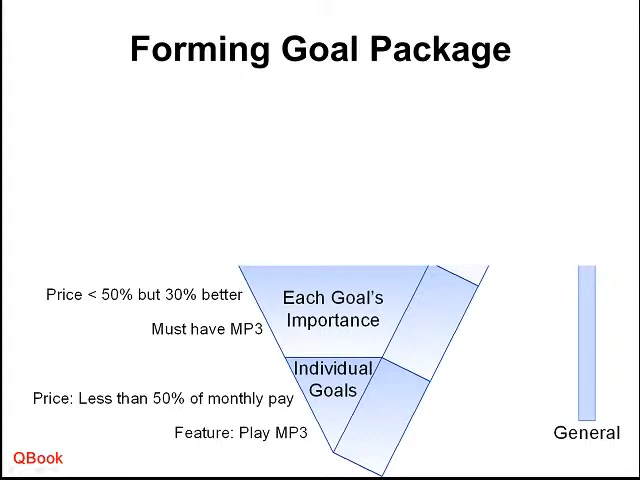 Forming Goal Package
Price < 50% but 30% better
Each Goal's
Importance
Must have MP3
Individual
Goals
Price: Less than 50% of monthly pay
Feature: Play MP3
General
QBook